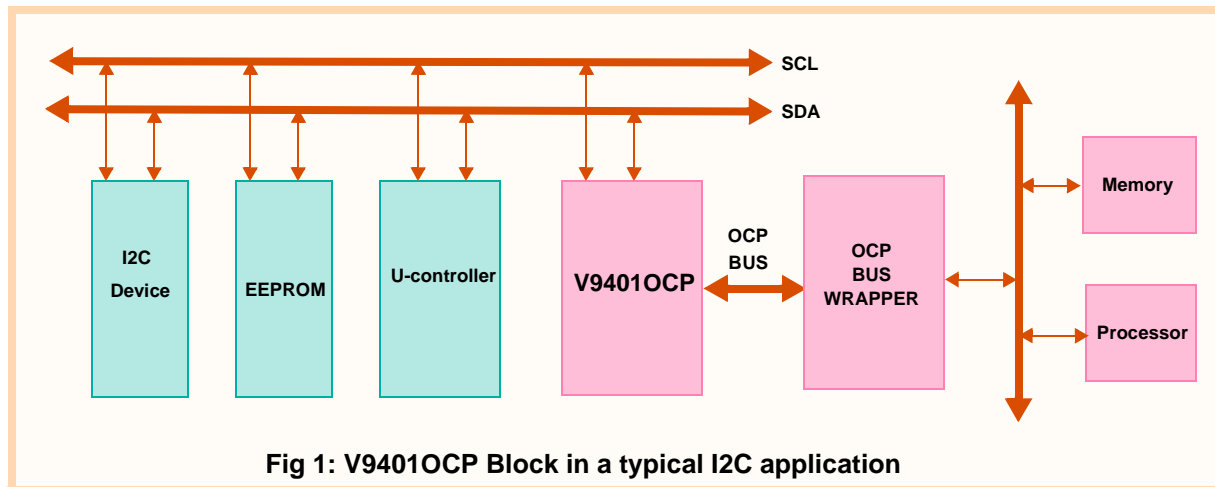 SCL
SDA
I2C
Device
EEPROM
U-controller
V9401OCP
OCP
BUS
OCP
BUS
WRAPPER
Memory
Processor
Fig 1: V9401OCP Block in a typical I2C application